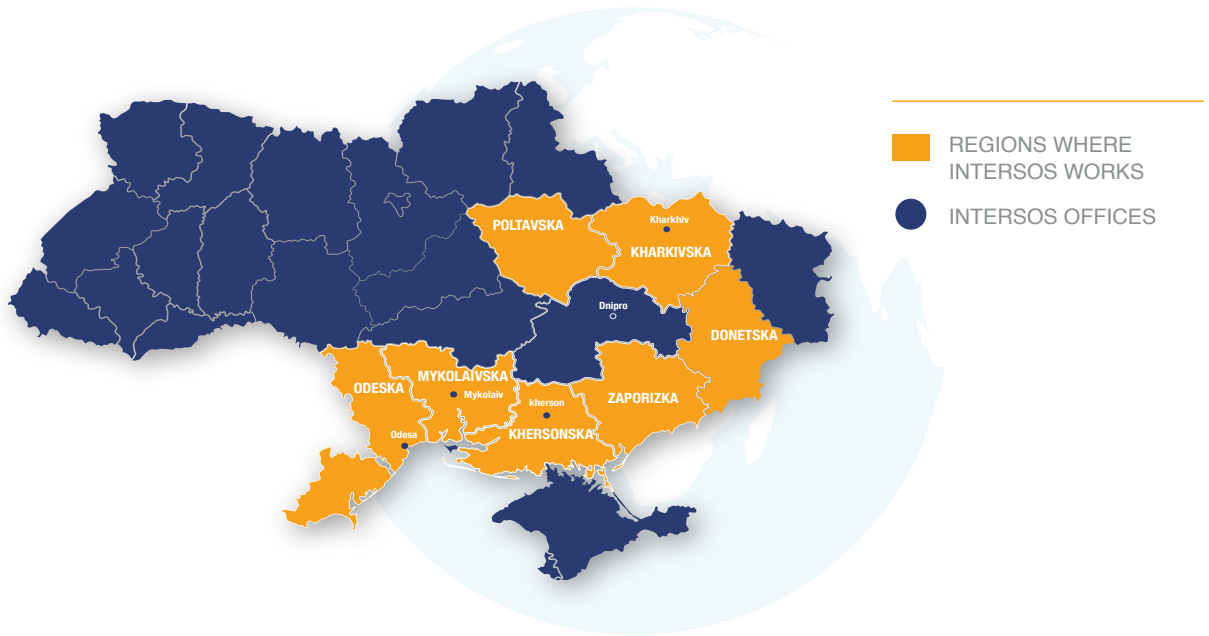 REGIONS WHERE
INTERSOS WORKS
INTERSOS OFFICES
POLTAVSKA
Kharkhiv
KHARKIVSKA
Dnipro
DONETSKA
ODESKA
MYKOLAIVSKA
Mykolaiv
kherson
ZAPORIZKA
Odesa
KHERSONSKA